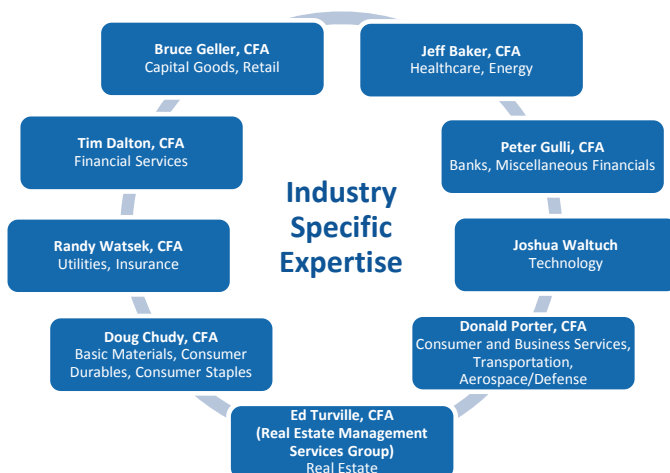 Bruce Geller, CFA
Capital Goods, Retail
Jeff Baker, CFA
Healthcare, Energy
Tim Dalton, CFA
Financial Services
Peter Gulli, CFA
Banks, Miscellaneous Financials
Industry
Specific
Expertise
Randy Watsek, CFA
Utilities, Insurance
Joshua Waltuch
Technology
Doug Chudy, CFA
Basic Materials, Consumer
Durables, Consumer Staples
Donald Porter, CFA
Consumer and Business Services,
Transportation,
Aerospace/Defense
Ed Turville, CFA
(Real Estate Management
Services Group)
Real Estate